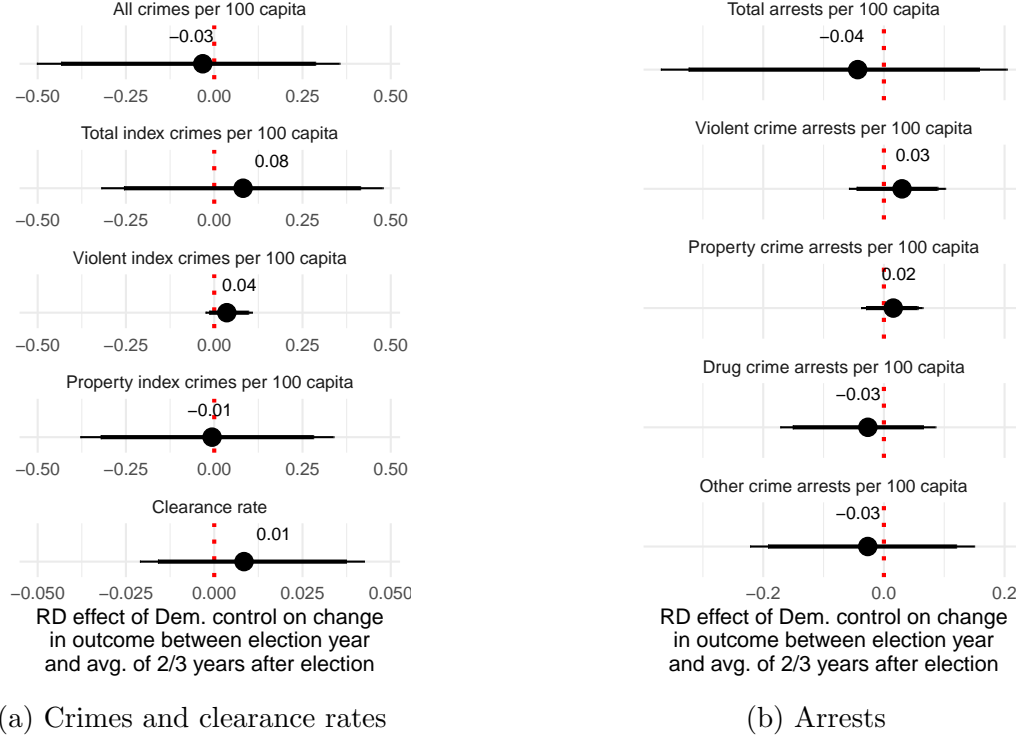 All crimes per 100 capita
−0.03
−0.50 −0.25 0.00 0.25 0.50
Total index crimes per 100 capita
0.08
−0.50 −0.25 0.00 0.25 0.50
Violent index crimes per 100 capita
0.04
−0.50 −0.25 0.00 0.25 0.50
Property index crimes per 100 capita
−0.01
−0.50 −0.25 0.00 0.25 0.50
Clearance rate
0.01
−0.050 −0.025 0.000 0.025 0.050
RD effect of Dem. control on change
in outcome between election year
and avg. of 2/3 years after election
a) Crimes and clearance rates
Total arrests per 100 capita
−0.04
Violent crime arrests per 100 capita
0.03
Property crime arrests per 100 capita
0.02
Drug crime arrests per 100 capita
−0.03
Other crime arrests per 100 capita
−0.03
−0.2 0.0 0.2
RD effect of Dem. control on change
in outcome between election year
and avg. of 2/3 years after election
(b) Arrests